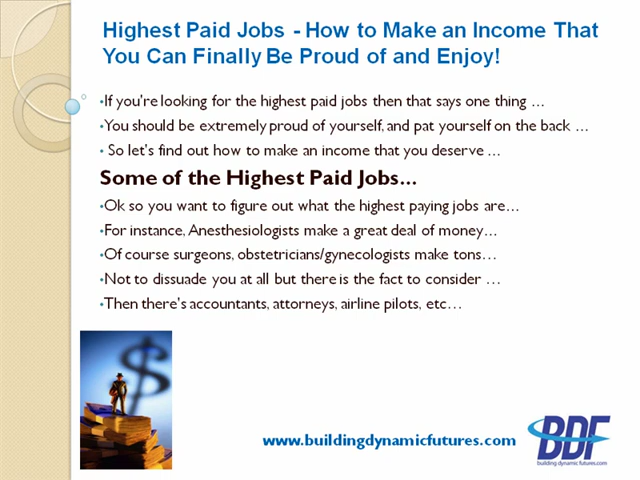 Highest Paid Jobs - How to Make an Income That
You Can Finally Be Proud of and Enjoy!
•If you're looking for the highest paid jobs then that says one thing …
•You should be extremely proud of yourself, and pat yourself on the back …
• So let's find out how to make an income that you deserve …
Some of the Highest Paid Jobs...
•Ok so you want to figure out what the highest paying jobs are…
•For instance, Anesthesiologists make a great deal of money…
•Of course surgeons, obstetricians/gynecologists make tons…
•Not to dissuade you at all but there is the fact to consider …
•Then there's accountants, attorneys, airline pilots, etc…
$
www.buildingdynamicfutures.com
BDF
building dynamic futures.com